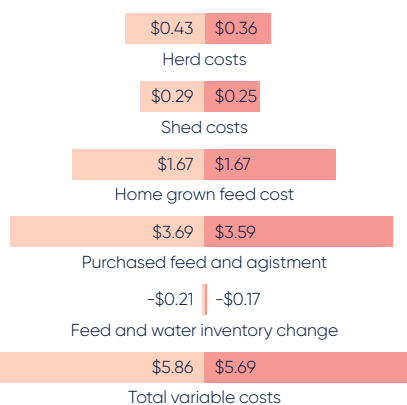 $0.43 $0.36
Herd costs
$0.29 $0.25
Shed costs
$1.67 $1.67
Home grown feed cost
$3.69 $3.59
Purchased feed and agistment
-$0.21 -$0.17
Feed and water inventory change
$5.86 $5.69
Total variable costs